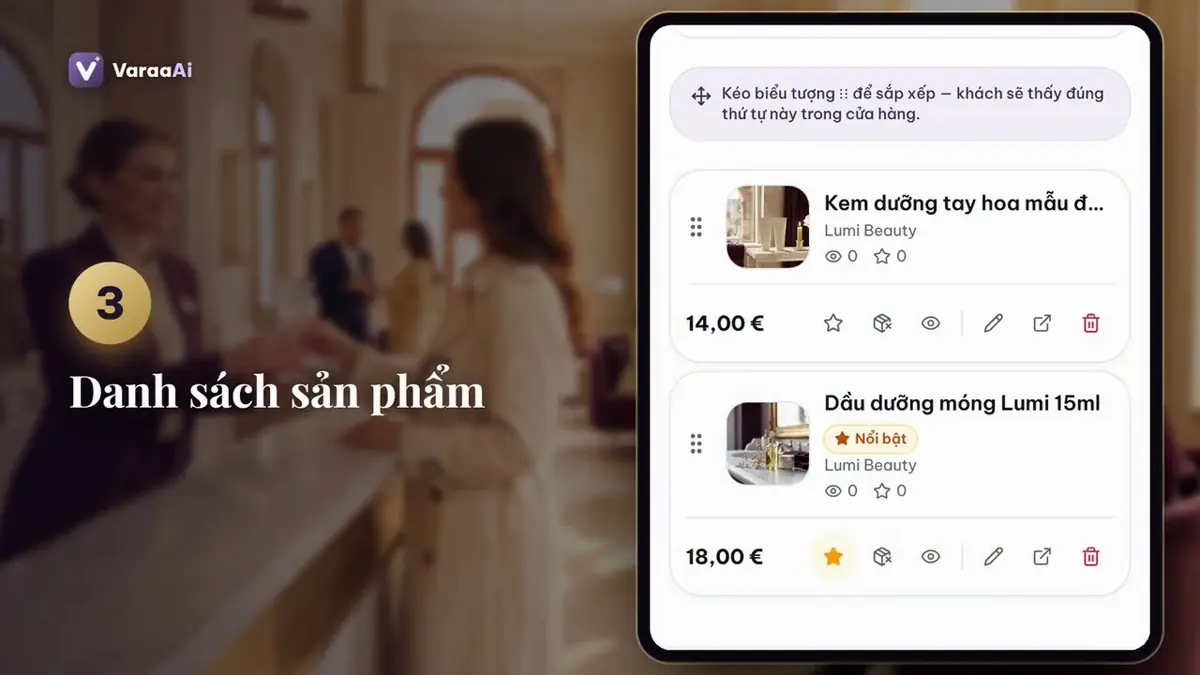 VaraaAi
3
Danh sách sản phẩm
Kéo biểu tượng ⠿ để sắp xếp — khách sẽ thấy đúng
thứ tự này trong cửa hàng.
Kem dưỡng tay hoa mẫu đ...
Lumi Beauty
0 0
14,00 €
Dầu dưỡng móng Lumi 15ml
Nổi bật
Lumi Beauty
0 0
18,00 €